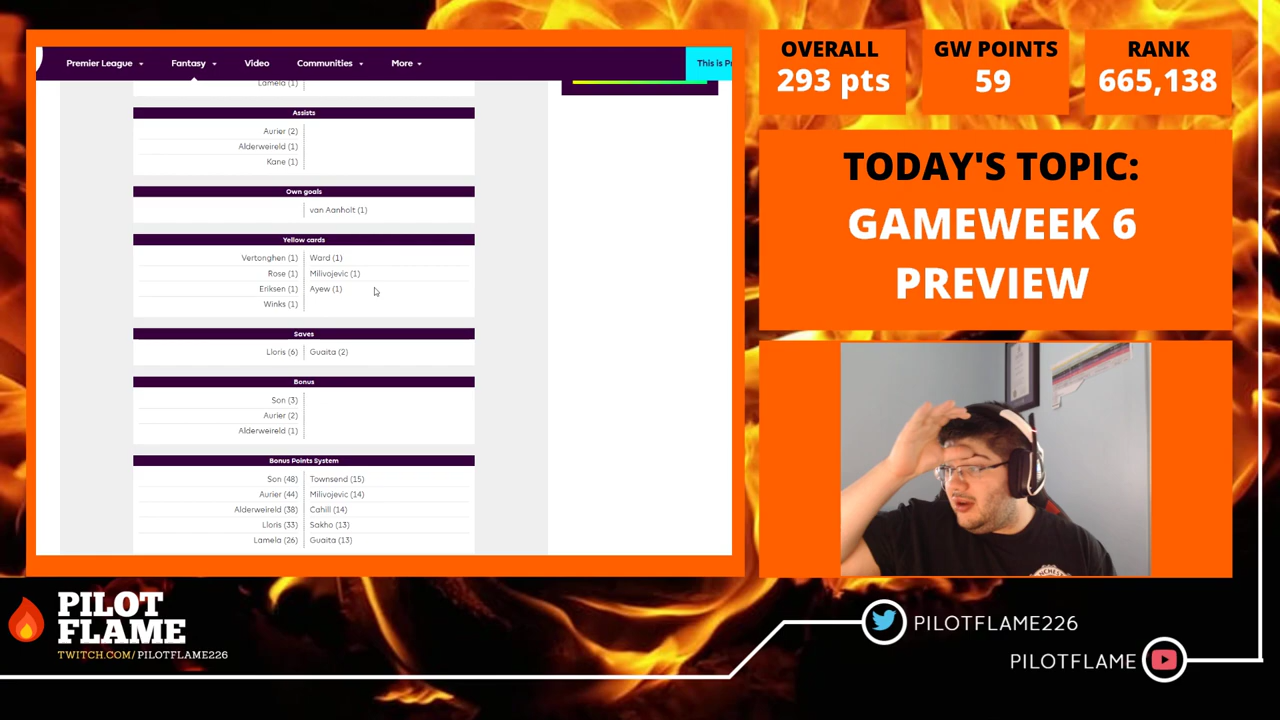 Premier League
Fantasy
Video
Communities
More
Lamela (1)
Assists
Aurier (2)
Alderweireld (1)
Kane (1)
Own goals
van Aanholt (1)
Yellow cards
Vertonghen (1) Ward (1)
Rose (1) Milivojevic (1)
Eriksen (1) Ayew (1)
Winks (1)
Saves
Lloris (6) Guaita (2)
Bonus
Son (3)
Aurier (2)
Alderweireld (1)
Bonus Points System
Son (48) Townsend (15)
Aurier (44) Milivojevic (14)
Alderweireld (38) Cahill (14)
Lloris (33) Sakho (13)
Lamela (26) Guaita (13)
OVERALL
293 pts
GW POINTS
59
RANK
665,138
TODAY'S TOPIC:
GAMEWEEK 6
PREVIEW
PILOT
FLAME
TWITCH.COM/PILOTFLAME226
PILOTFLAME226
PILOTFLAME